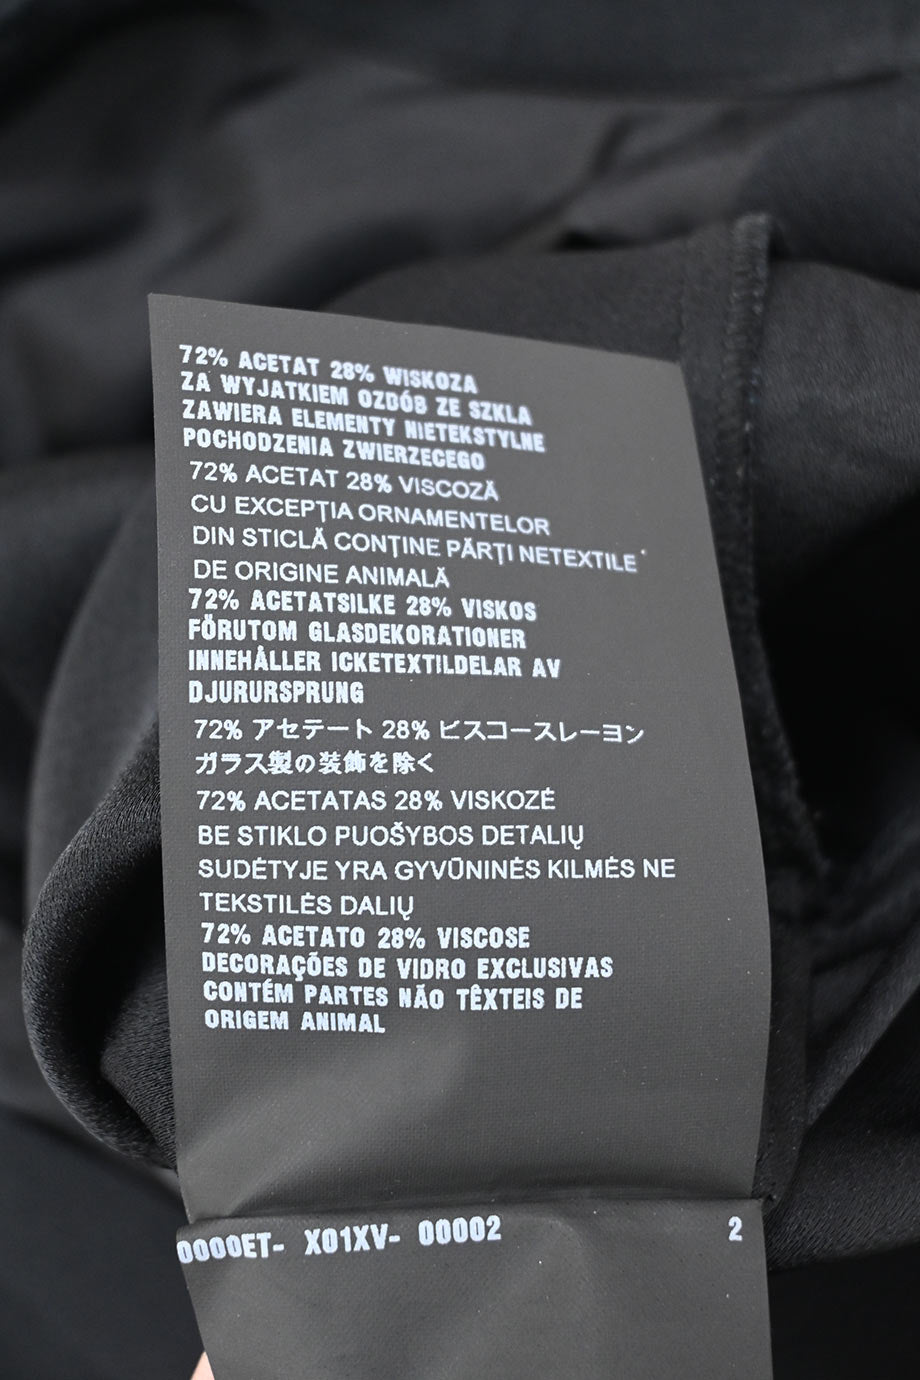 72% ACETAT 28% WISKOZA
ZA WYJATKIEM OZDÓB ZE SZKLA
ZAWIERA ELEMENTY NIETEKSTYLNE
POCHODZENIA ZWIERZECEGO
72% ACETAT 28% VISCOZĂ
CU EXCEPŢIA ORNAMENTELOR
DIN STICLĂ CONŢINE PĂRŢI NETEXTILE
DE ORIGINE ANIMALĂ
72% ACETATSILKE 28% VISKOS
FÖRUTOM GLASDEKORATIONER
INNEHÅLLER ICKETEXTILDELAR AV
DJURURSPRUNG
72% アセテート 28% ビスコースレーヨン
ガラス製の装飾を除く
72% ACETATAS 28% VISKOZĖ
BE STIKLO PUOŠYBOS DETALIŲ
SUDĖTYJE YRA GYVŪNINĖS KILMĖS NE
TEKSTILĖS DALIŲ
72% ACETATO 28% VISCOSE
DECORAÇÕES DE VIDRO EXCLUSIVAS
CONTÉM PARTES NÃO TÊXTEIS DE
ORIGEM ANIMAL
0000ET- X01XV- 00002 2